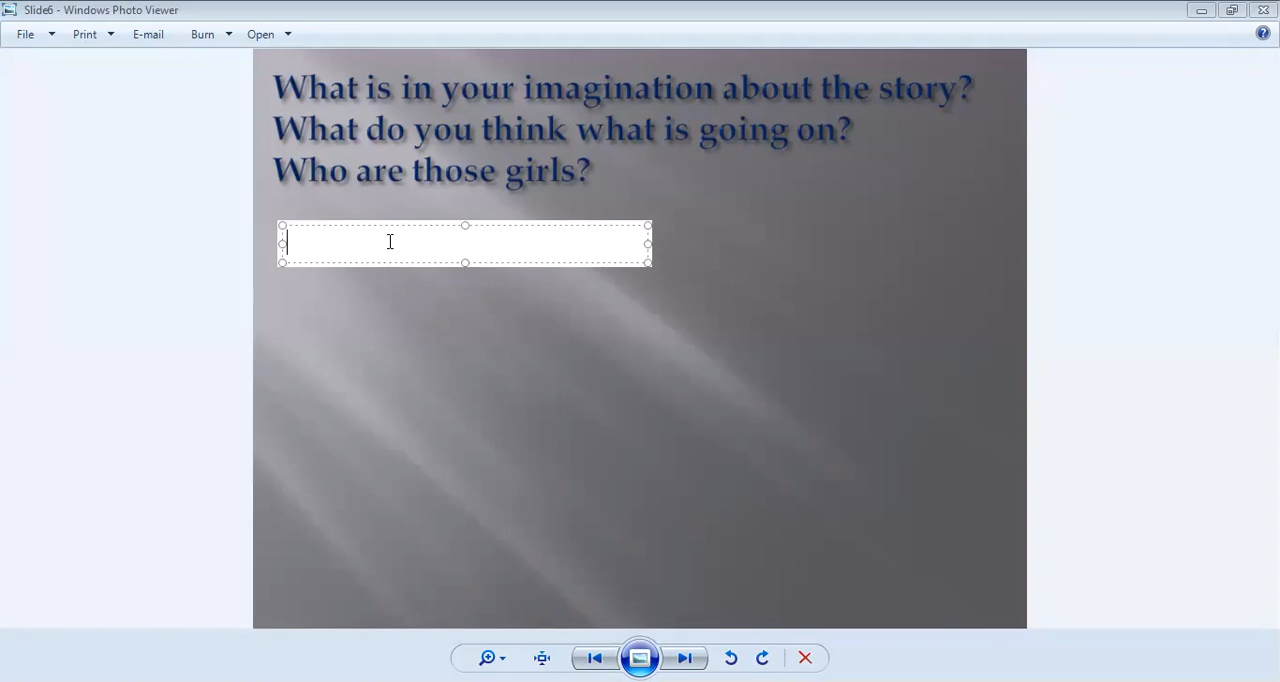 Slide6 - Windows Photo Viewer
File Print E-mail Burn Open
What is in your imagination about the story?
What do you think what is going on?
Who are those girls?